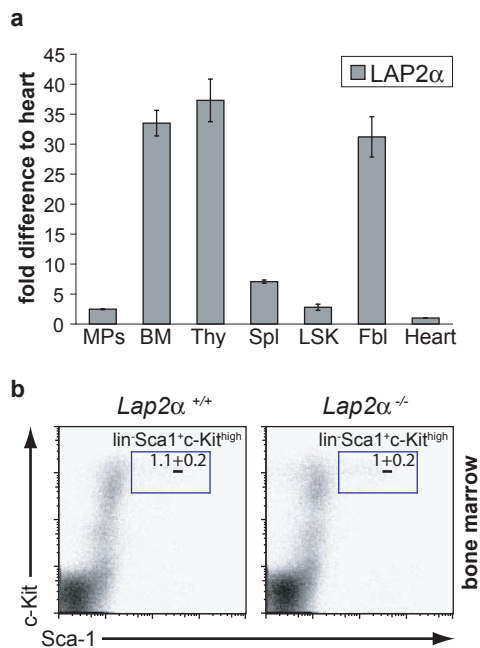 a
45
40
35
30
25
20
15
10
5
0
fold difference to heart
LAP2α
MPs BM Thy Spl LSK Fbl Heart
b
Lap2α +/+ Lap2α -/-
lin-Sca1+c-Kithigh lin-Sca1+c-Kithigh
1.1±0.2 1±0.2
bone marrow
c-Kit
Sca-1